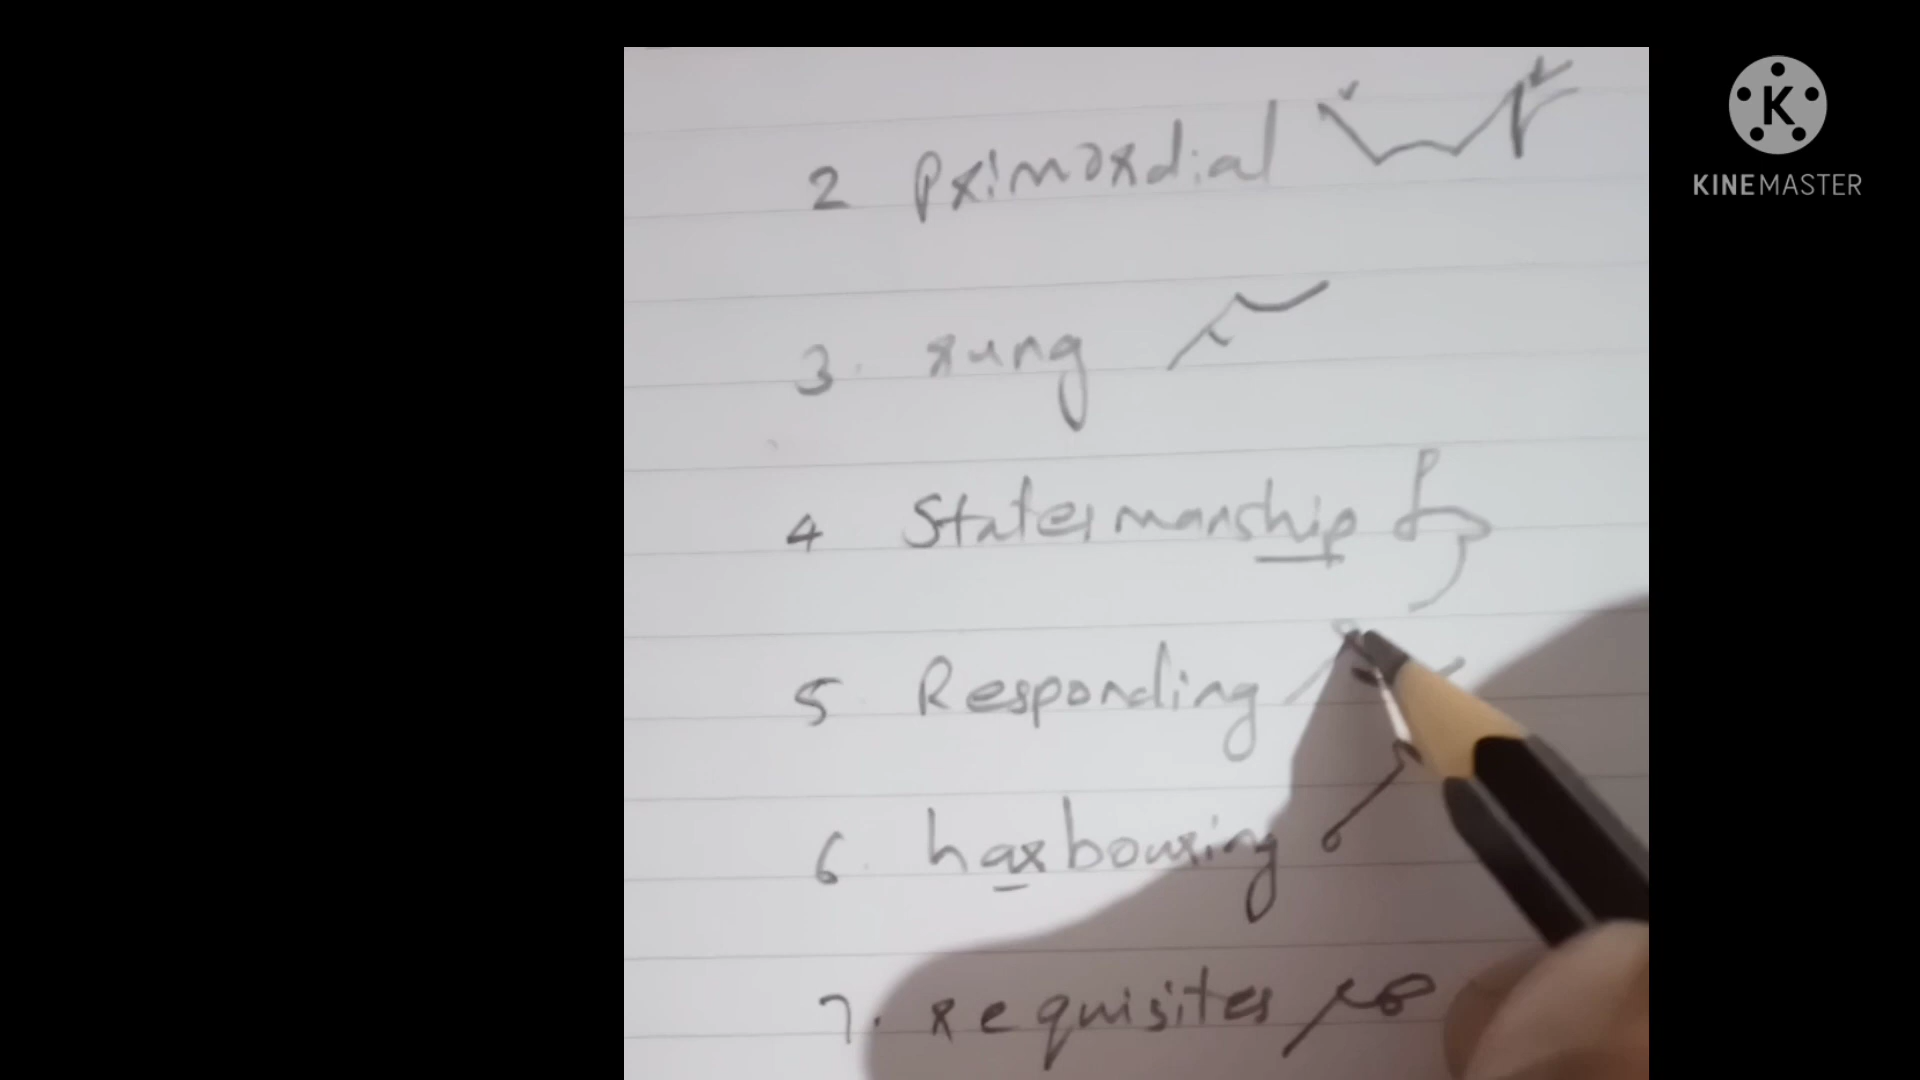 2 Primordial
KINEMASTER
3. rung
4 Statesmanship
5 Responding
6. harbouring
7. requisites